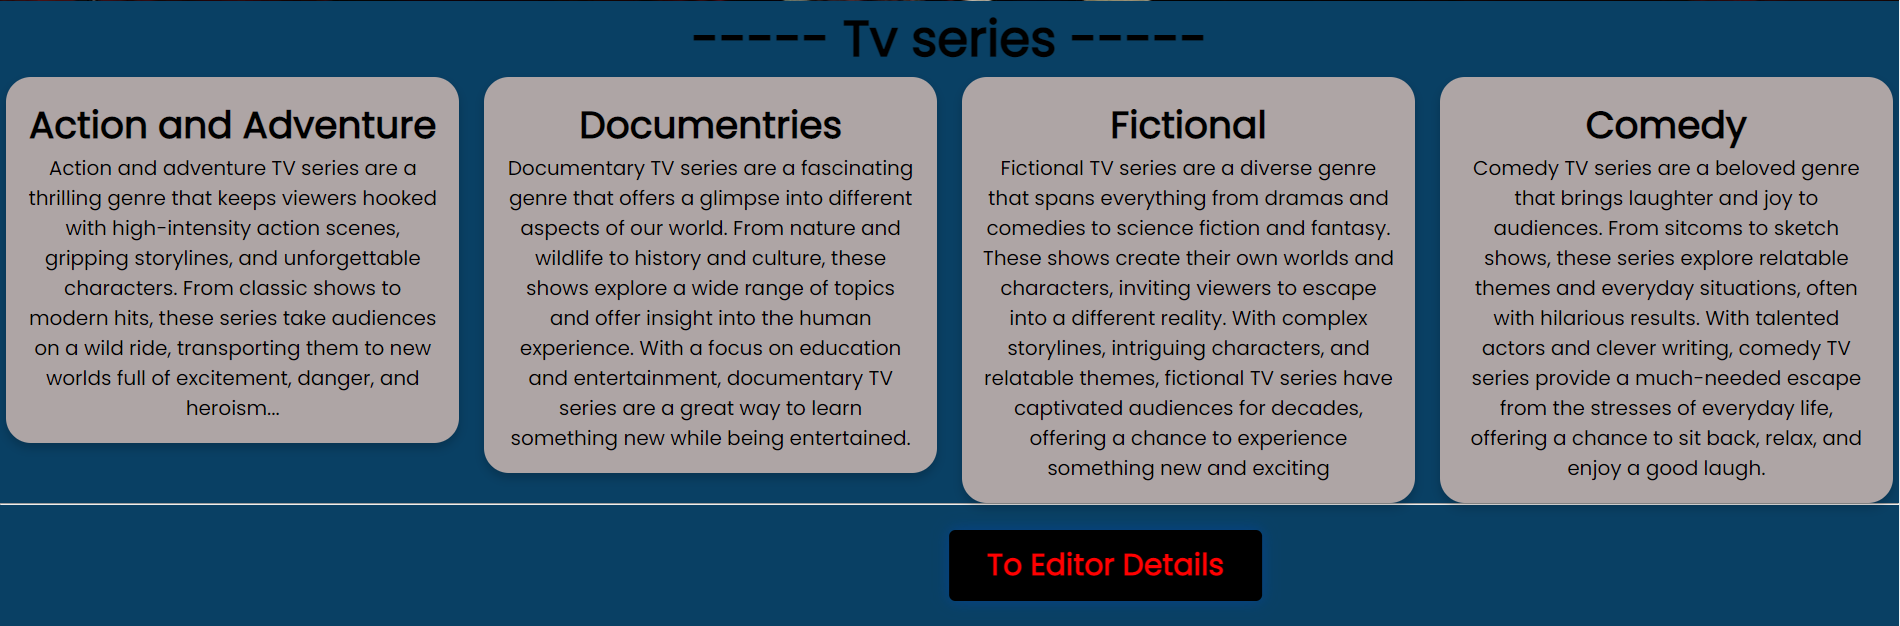 ----- Tv series -----
Action and Adventure
Action and adventure TV series are a
thrilling genre that keeps viewers hooked
with high-intensity action scenes,
gripping storylines, and unforgettable
characters. From classic shows to
modern hits, these series take audiences
on a wild ride, transporting them to new
worlds full of excitement, danger, and
heroism...
Documentries
Documentary TV series are a fascinating
genre that offers a glimpse into different
aspects of our world. From nature and
wildlife to history and culture, these
shows explore a wide range of topics
and offer insight into the human
experience. With a focus on education
and entertainment, documentary TV
series are a great way to learn
something new while being entertained.
Fictional
Fictional TV series are a diverse genre
that spans everything from dramas and
comedies to science fiction and fantasy.
These shows create their own worlds and
characters, inviting viewers to escape
into a different reality. With complex
storylines, intriguing characters, and
relatable themes, fictional TV series have
captivated audiences for decades,
offering a chance to experience
something new and exciting
Comedy
Comedy TV series are a beloved genre
that brings laughter and joy to
audiences. From sitcoms to sketch
shows, these series explore relatable
themes and everyday situations, often
with hilarious results. With talented
actors and clever writing, comedy TV
series provide a much-needed escape
from the stresses of everyday life,
offering a chance to sit back, relax, and
enjoy a good laugh.
To Editor Details